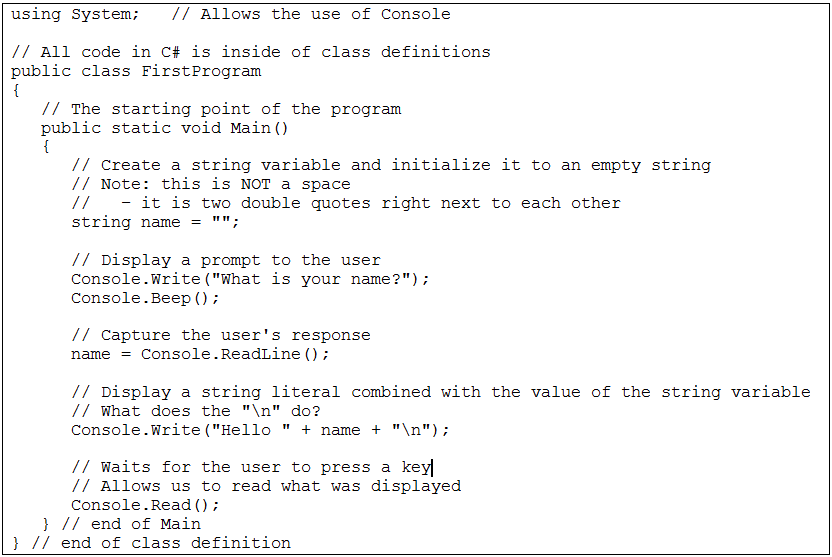 using System;   // Allows the use of Console

// All code in C# is inside of class definitions
public class FirstProgram
{
   // The starting point of the program
   public static void Main()
   {
      // Create a string variable and initialize it to an empty string
      // Note: this is NOT a space
      //   - it is two double quotes right next to each other
      string name = "";

      // Display a prompt to the user
      Console.Write("What is your name?");
      Console.Beep();

      // Capture the user's response
      name = Console.ReadLine();

      // Display a string literal combined with the value of the string variable
      // What does the "\n" do?
      Console.Write("Hello " + name + "\n");

      // Waits for the user to press a key
      // Allows us to read what was displayed
      Console.Read();
   } // end of Main
} // end of class definition